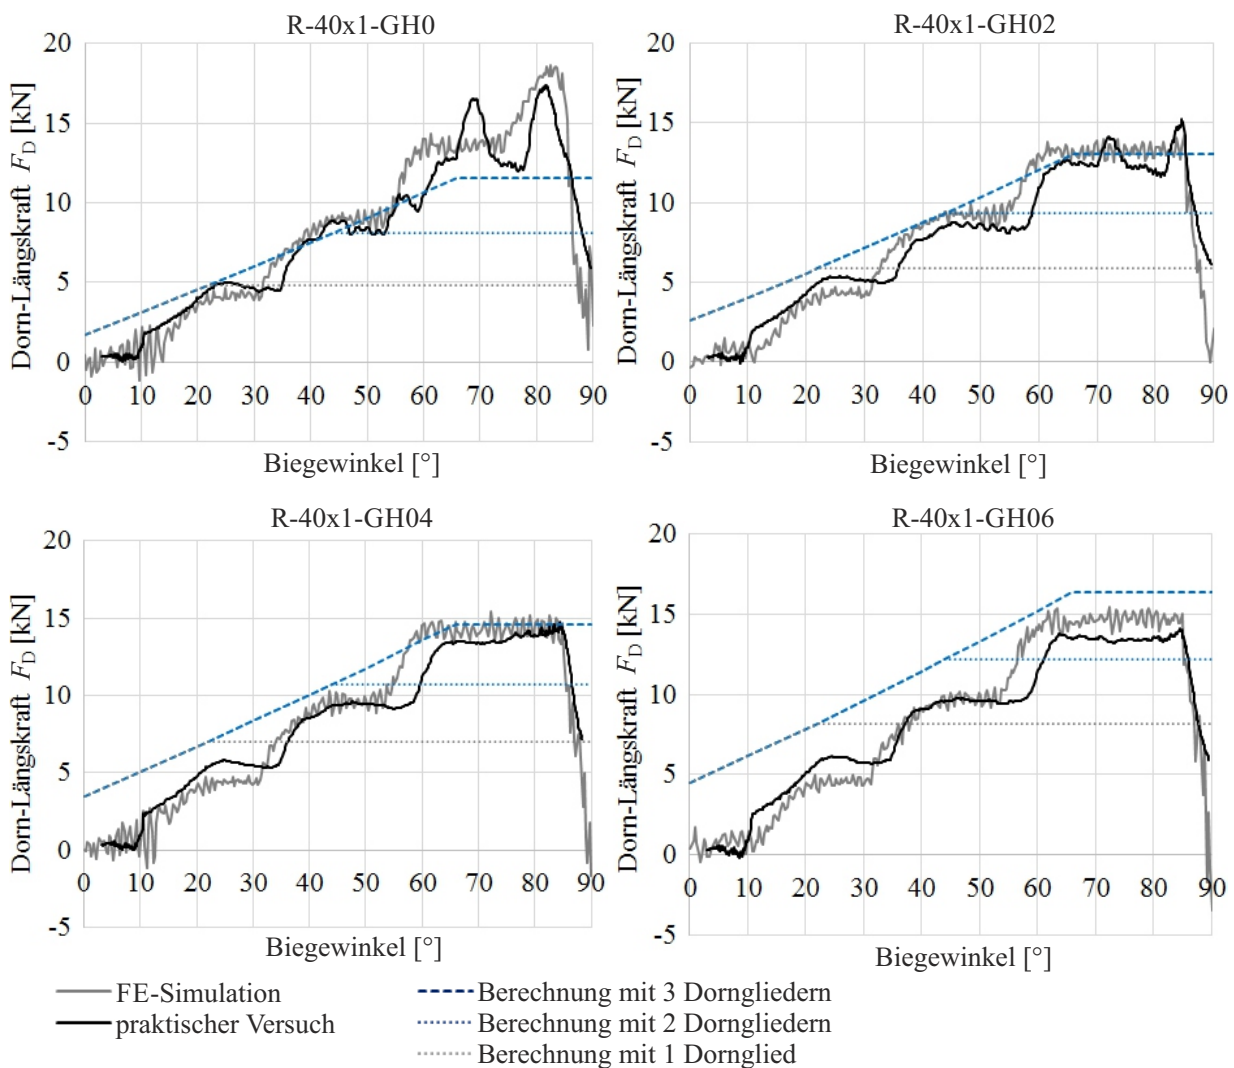 R-40x1-GH0
Dorn-Längskraft F_D [kN]
20
15
10
5
0
-5
0 10 20 30 40 50 60 70 80 90
Biegewinkel [°]
R-40x1-GH02
Dorn-Längskraft F_D [kN]
20
15
10
5
0
-5
0 10 20 30 40 50 60 70 80 90
Biegewinkel [°]
R-40x1-GH04
Dorn-Längskraft F_D [kN]
20
15
10
5
0
-5
0 10 20 30 40 50 60 70 80 90
Biegewinkel [°]
R-40x1-GH06
Dorn-Längskraft F_D [kN]
20
15
10
5
0
-5
0 10 20 30 40 50 60 70 80 90
Biegewinkel [°]
FE-Simulation
praktischer Versuch
Berechnung mit 3 Dorngliedern
Berechnung mit 2 Dorngliedern
Berechnung mit 1 Dornglied